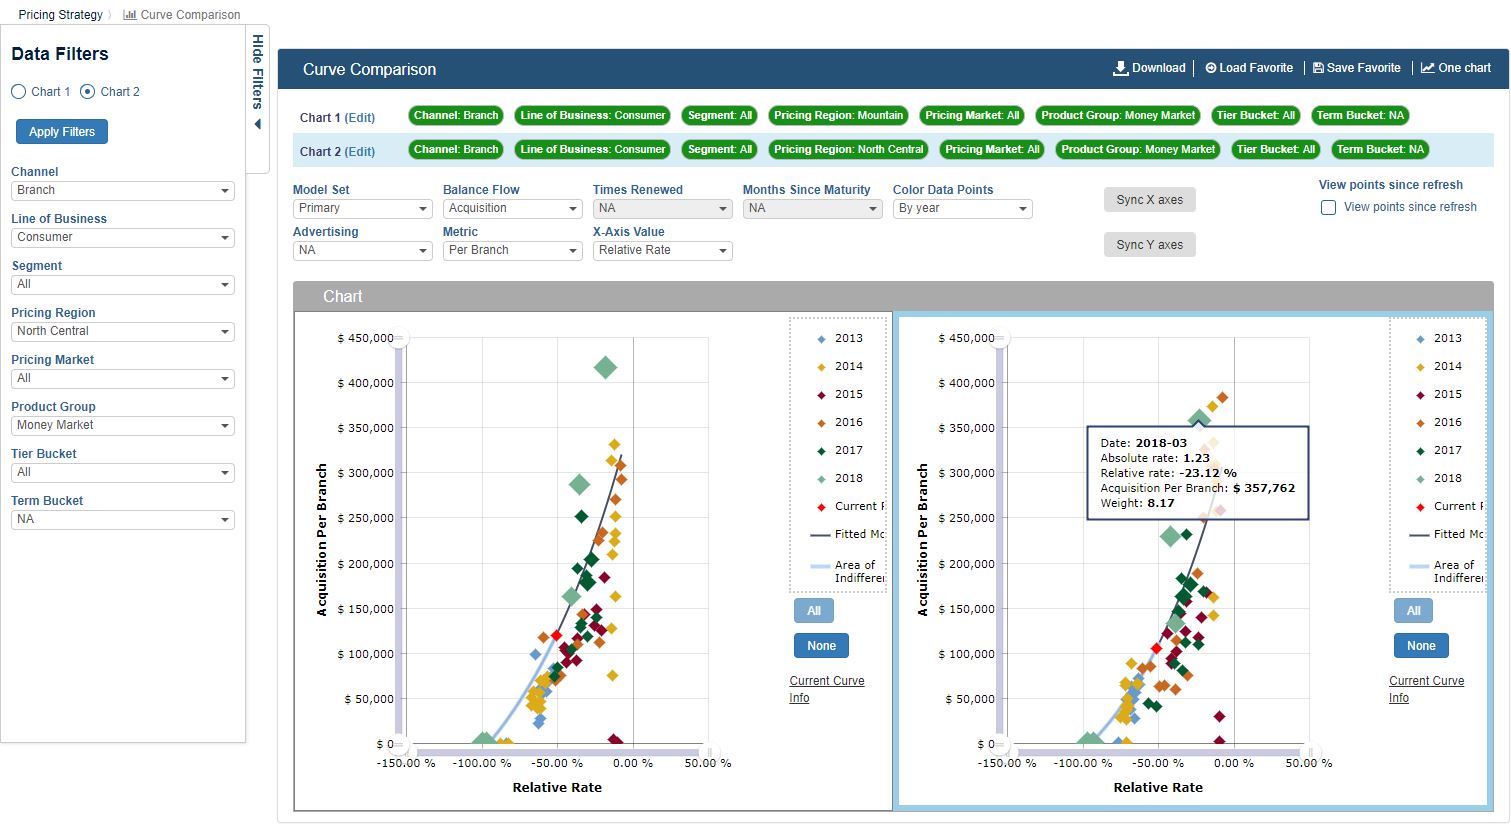 Pricing Strategy
Curve Comparison
Data Filters
Chart 1 Chart 2
Apply Filters
Channel
Branch
Line of Business
Consumer
Segment
All
Pricing Region
North Central
Pricing Market
All
Product Group
Money Market
Tier Bucket
All
Term Bucket
NA
Hide Filters
Curve Comparison
Download Load Favorite Save Favorite One chart
Chart 1 (Edit) Channel: Branch Line of Business: Consumer Segment: All Pricing Region: Mountain Pricing Market: All Product Group: Money Market Tier Bucket: All Term Bucket: NA
Chart 2 (Edit) Channel: Branch Line of Business: Consumer Segment: All Pricing Region: North Central Pricing Market: All Product Group: Money Market Tier Bucket: All Term Bucket: NA
Model Set Balance Flow Times Renewed Months Since Maturity Color Data Points
Primary Acquisition NA NA By year
Advertising Metric X-Axis Value
NA Per Branch Relative Rate
Sync X axes
Sync Y axes
View points since refresh
View points since refresh
Chart
Acquisition Per Branch
$ 450,000
$ 400,000
$ 350,000
$ 300,000
$ 250,000
$ 200,000
$ 150,000
$ 100,000
$ 50,000
$ 0
-150.00 % -100.00 % -50.00 % 0.00 % 50.00 %
Relative Rate
2013
2014
2015
2016
2017
2018
Current
Fitted Mo
Area of
Indifferen
All
None
Current Curve
Info
Acquisition Per Branch
$ 450,000
$ 400,000
$ 350,000
$ 300,000
$ 250,000
$ 200,000
$ 150,000
$ 100,000
$ 50,000
$ 0
-150.00 % -100.00 % -50.00 % 0.00 % 50.00 %
Relative Rate
Date: 2018-03
Absolute rate: 1.23
Relative rate: -23.12 %
Acquisition Per Branch: $ 357,762
Weight: 8.17
2013
2014
2015
2016
2017
2018
Current
Fitted Mo
Area of
Indifferen
All
None
Current Curve
Info